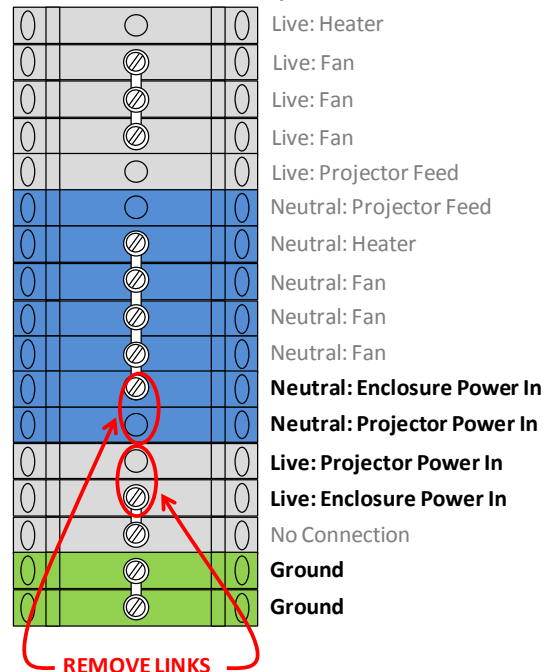 Live: Heater
Live: Fan
Live: Fan
Live: Fan
Live: Projector Feed
Neutral: Projector Feed
Neutral: Heater
Neutral: Fan
Neutral: Fan
Neutral: Fan
Neutral: Enclosure Power In
Neutral: Projector Power In
Live: Projector Power In
Live: Enclosure Power In
No Connection
Ground
Ground
REMOVE LINKS